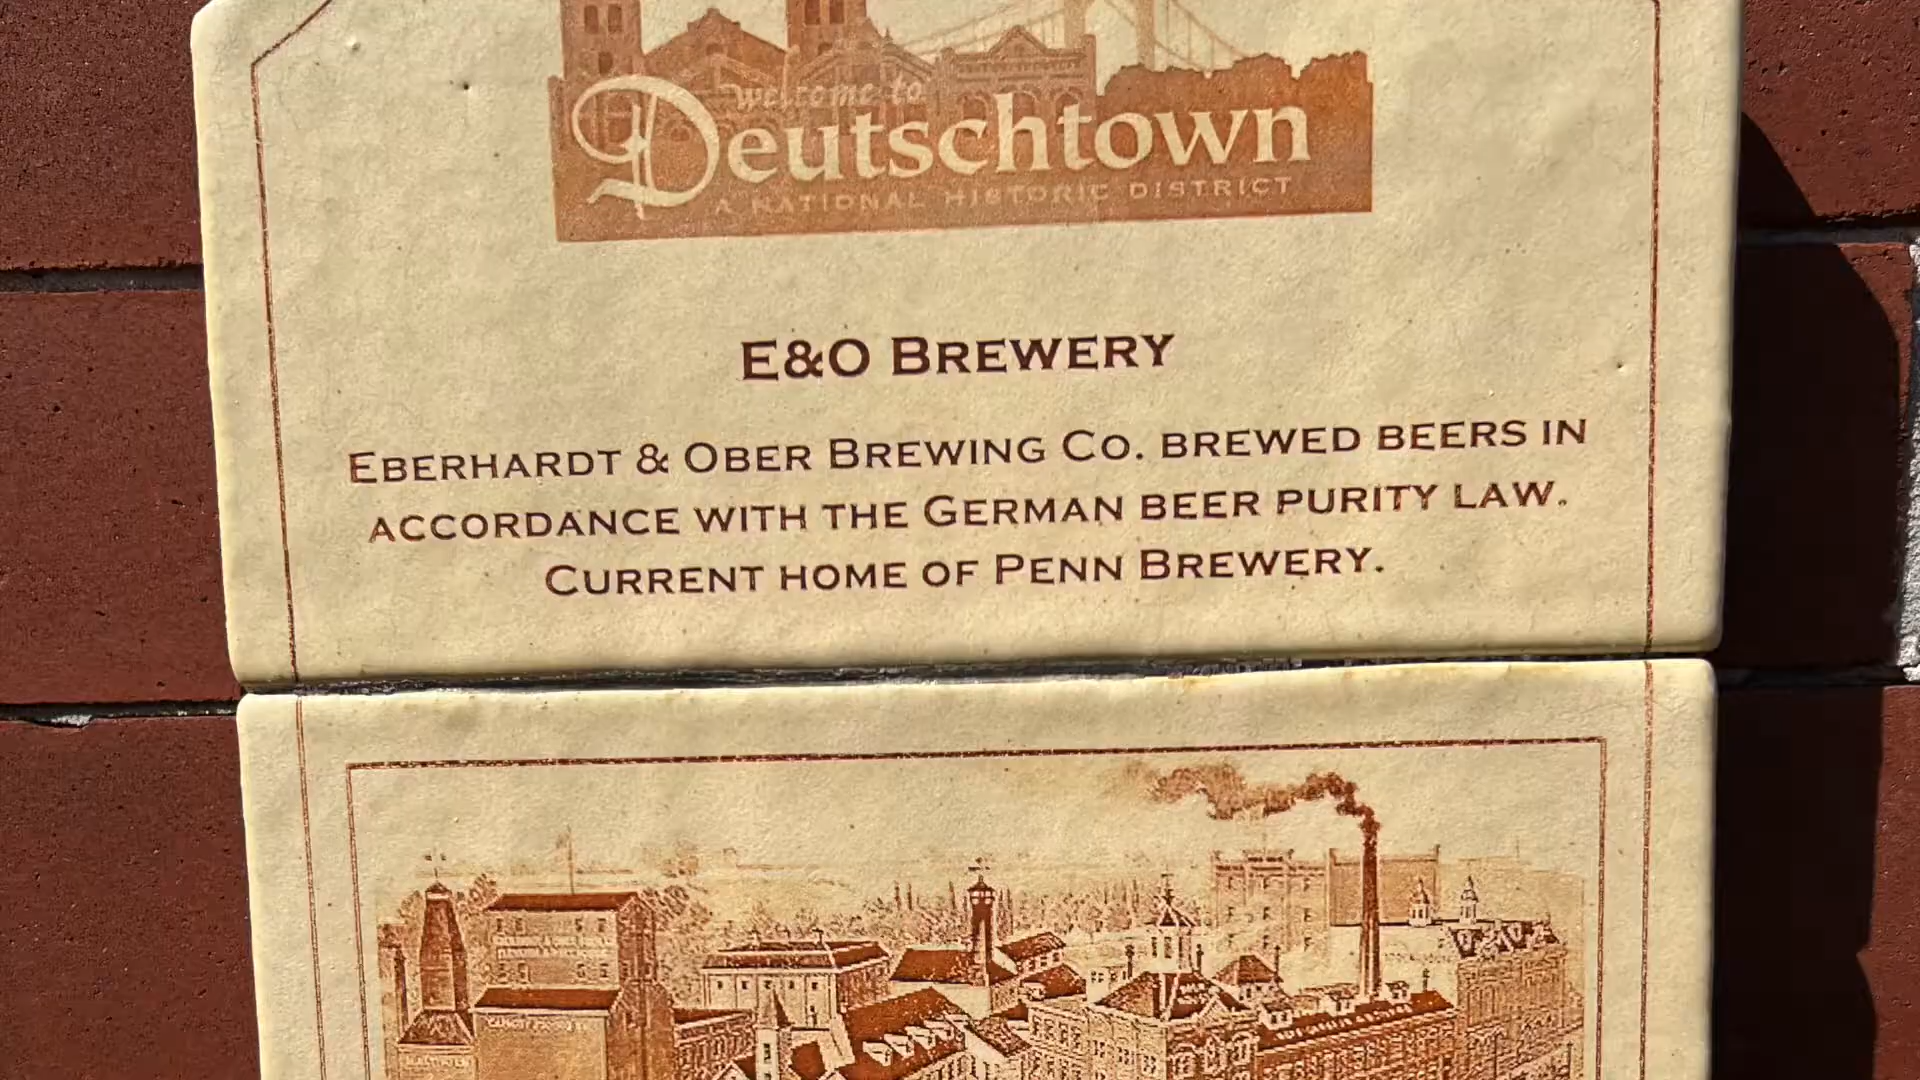 welcome to
Deutschtown
A NATIONAL HISTORIC DISTRICT
E&O BREWERY
EBERHARDT & OBER BREWING CO. BREWED BEERS IN
ACCORDANCE WITH THE GERMAN BEER PURITY LAW.
CURRENT HOME OF PENN BREWERY.